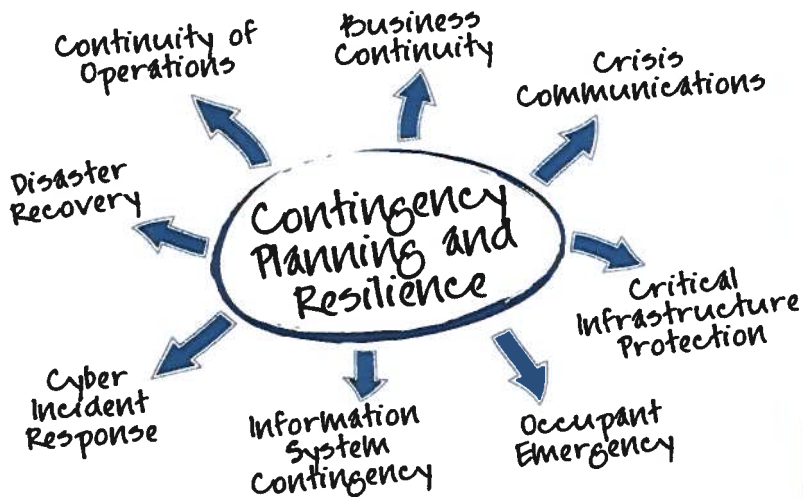 Continuity of
Operations
Business
Continuity
Crisis
Communications
Disaster
Recovery
Contingency
Planning and
Resilience
Critical
Infrastructure
Protection
Cyber
Incident
Response
Information
System
Contingency
Occupant
Emergency